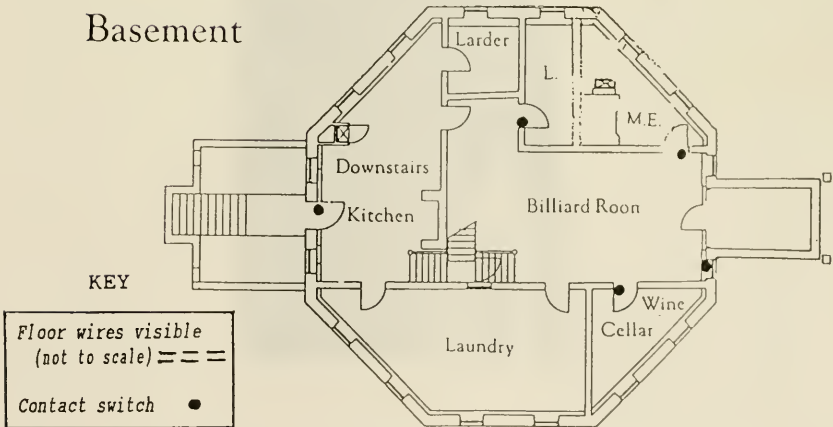 Basement
Larder
L.
M.E.
Downstairs
Kitchen
Billiard Roon
KEY
Wine
Cellar
Laundry
Floor wires visible
(not to scale)
Contact switch